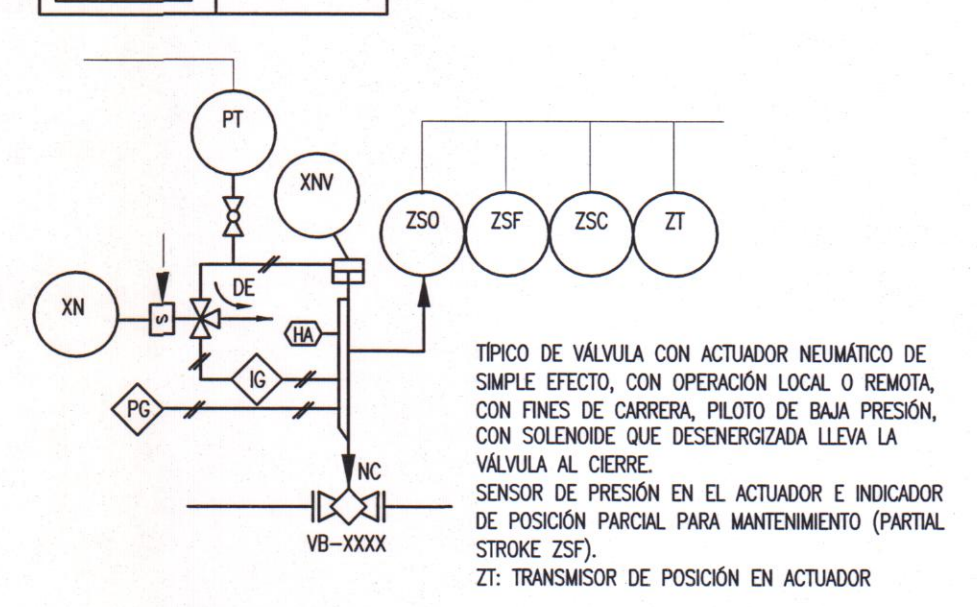 PT
XNV
ZSO
ZSF
ZSC
ZT
DE
XN
S
HA
IG
PG
NC
VB-XXXX
TÍPICO DE VÁLVULA CON ACTUADOR NEUMÁTICO DE
SIMPLE EFECTO, CON OPERACIÓN LOCAL O REMOTA,
CON FINES DE CARRERA, PILOTO DE BAJA PRESIÓN,
CON SOLENOIDE QUE DESENERGIZADA LLEVA LA
VÁLVULA AL CIERRE.
SENSOR DE PRESIÓN EN EL ACTUADOR E INDICADOR
DE POSICIÓN PARCIAL PARA MANTENIMIENTO (PARTIAL
STROKE ZSF).
ZT: TRANSMISOR DE POSICIÓN EN ACTUADOR